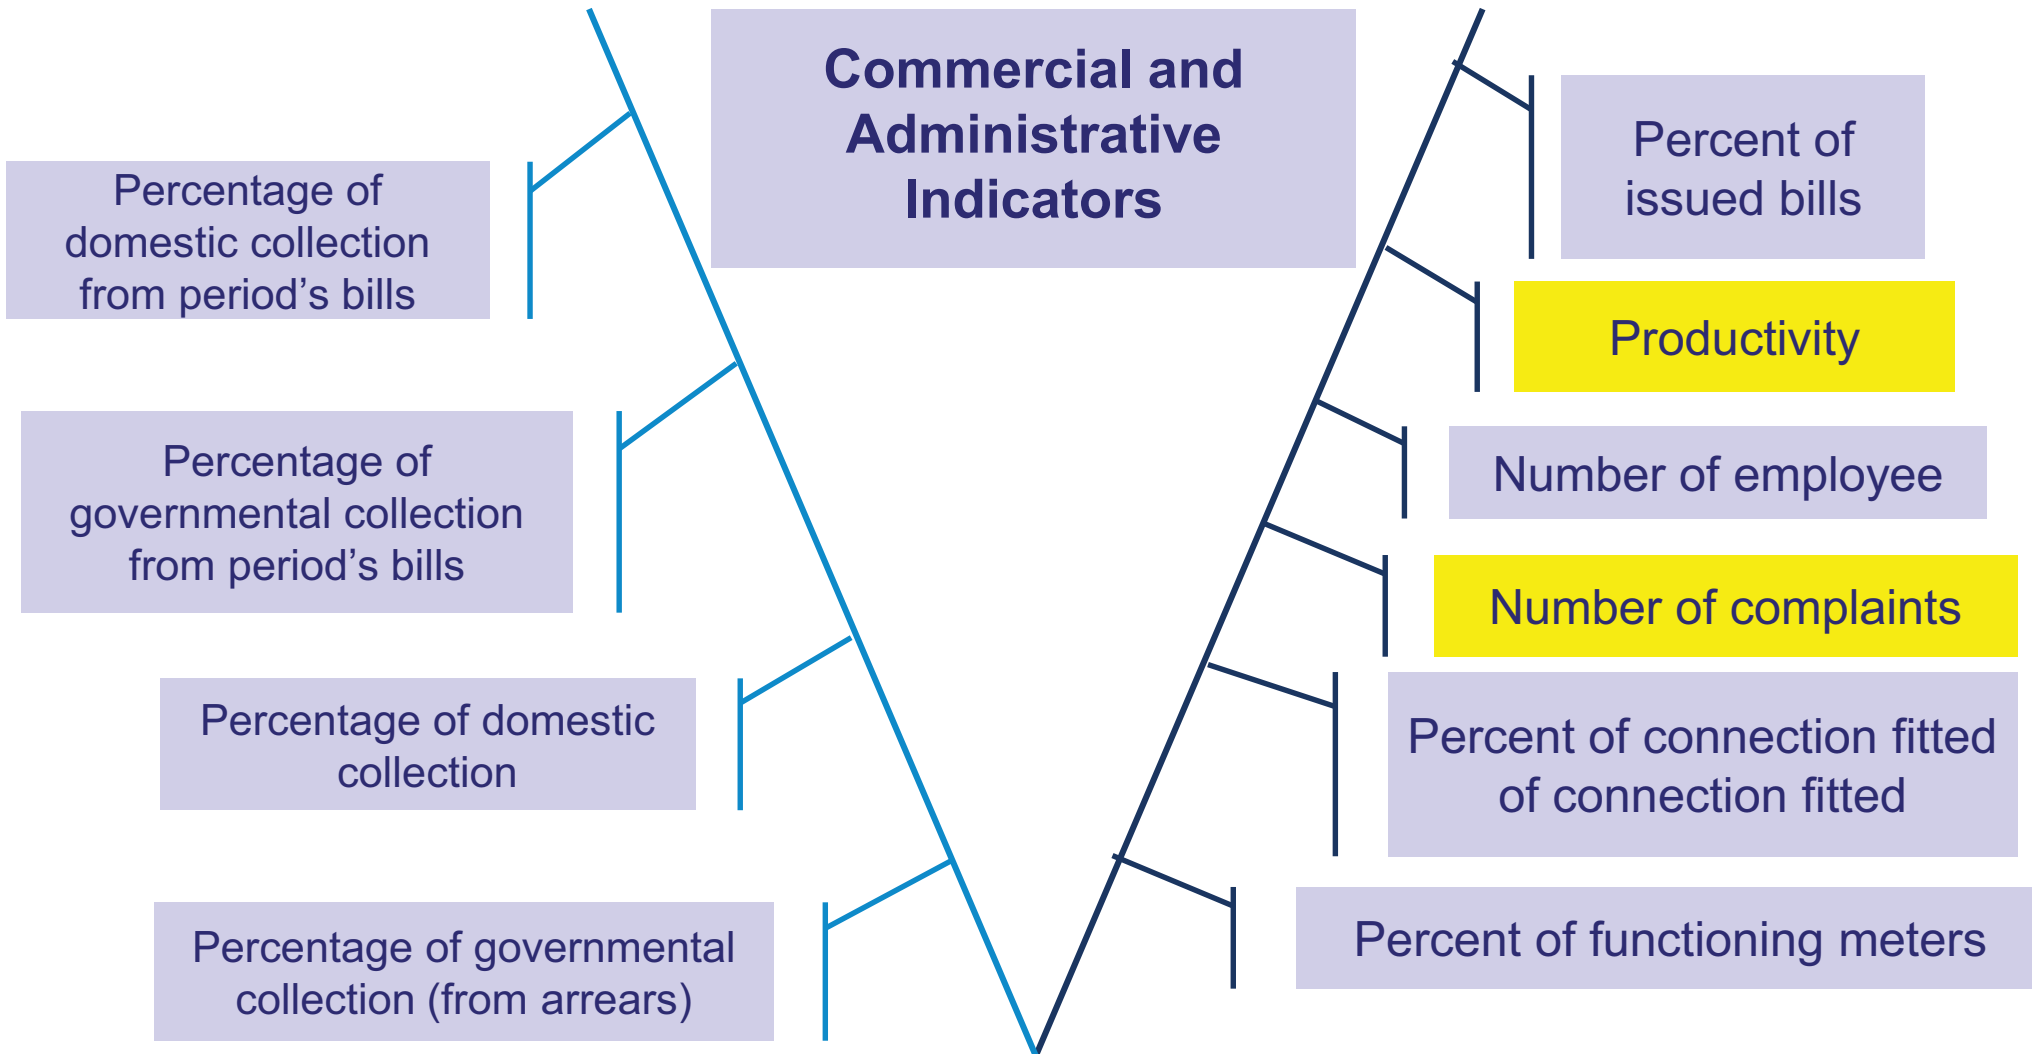 Commercial and
Administrative
Indicators
Percentage of
domestic collection
from period’s bills
Percentage of
governmental collection
from period’s bills
Percentage of domestic
collection
Percentage of governmental
collection (from arrears)
Percent of
issued bills
Productivity
Number of employee
Number of complaints
Percent of connection fitted
of connection fitted
Percent of functioning meters